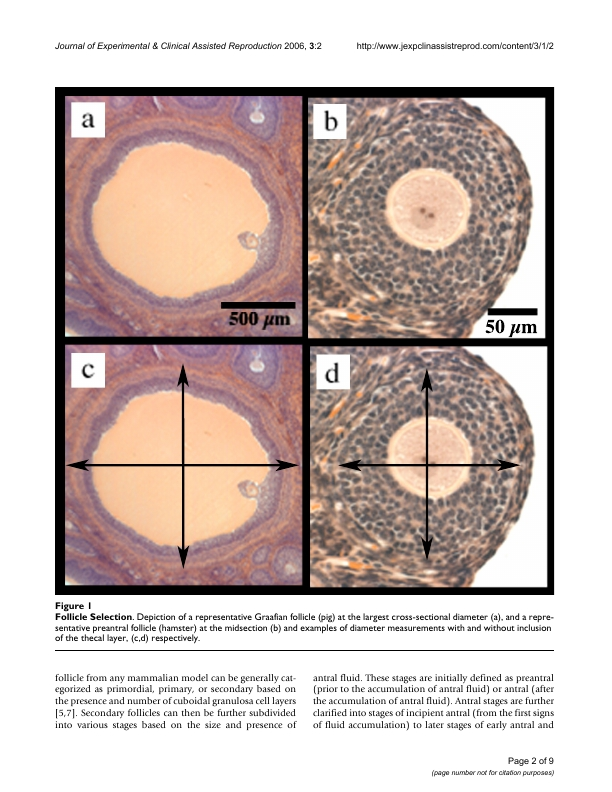 Journal of Experimental & Clinical Assisted Reproduction 2006, 3:2
http://www.jexpclinassistreprod.com/content/3/1/2
a
b
500 µm
50 µm
c
d
Figure 1
Follicle Selection. Depiction of a representative Graafian follicle (pig) at the largest cross-sectional diameter (a), and a repre-
sentative preantral follicle (hamster) at the midsection (b) and examples of diameter measurements with and without inclusion
of the thecal layer, (c,d) respectively.
follicle from any mammalian model can be generally cat-
egorized as primordial, primary, or secondary based on
the presence and number of cuboidal granulosa cell layers
[5,7]. Secondary follicles can then be further subdivided
into various stages based on the size and presence of
antral fluid. These stages are initially defined as preantral
(prior to the accumulation of antral fluid) or antral (after
the accumulation of antral fluid). Antral stages are further
clarified into stages of incipient antral (from the first signs
of fluid accumulation) to later stages of early antral and
Page 2 of 9
(page number not for citation purposes)